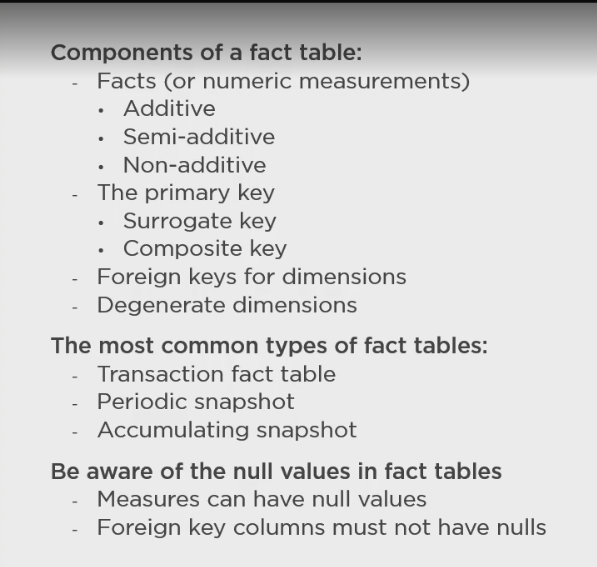 Components of a fact table:
- Facts (or numeric measurements)
• Additive
• Semi-additive
• Non-additive
- The primary key
• Surrogate key
• Composite key
- Foreign keys for dimensions
- Degenerate dimensions
The most common types of fact tables:
- Transaction fact table
- Periodic snapshot
- Accumulating snapshot
Be aware of the null values in fact tables
- Measures can have null values
- Foreign key columns must not have nulls